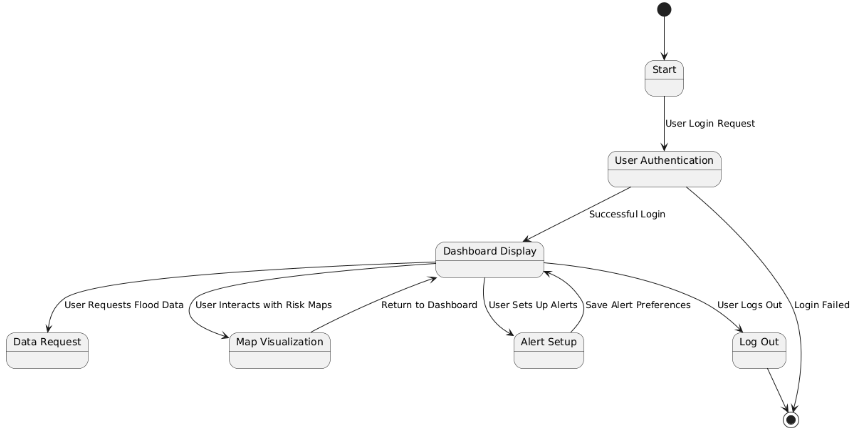 Start
User Login Request
User Authentication
Successful Login
Dashboard Display
User Requests Flood Data
User Interacts with Risk Maps
Return to Dashboard
User Sets Up Alerts
Save Alert Preferences
User Logs Out
Login Failed
Data Request
Map Visualization
Alert Setup
Log Out